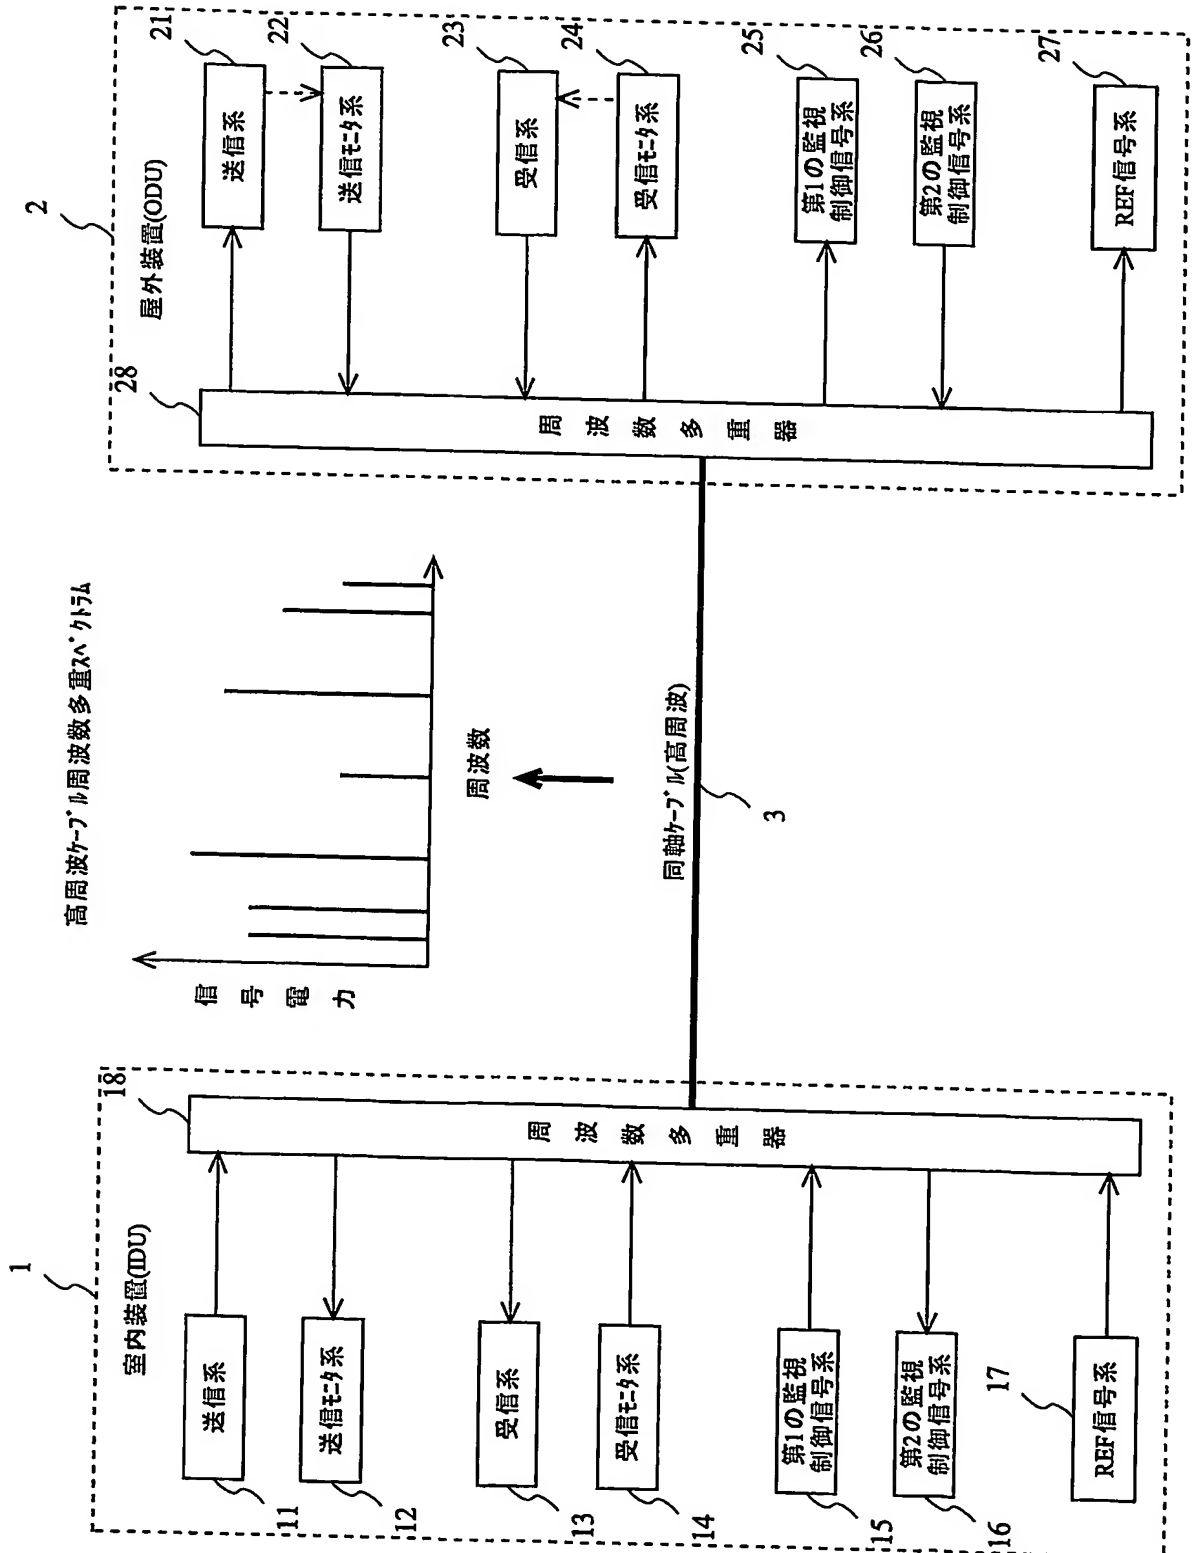 1
室内装置(IDU)
送信系
11
送信モニタ系
12
受信系
13
受信モニタ系
14
第1の監視
制御信号系
15
第2の監視
制御信号系
16
REF信号系
17
周波数多重器
18
高周波ケーブル周波数多重スペクトラム
信号電力
周波数
同軸ケーブル(高周波)
3
2
屋外装置(ODU)
28
周波数多重器
送信系
21
送信モニタ系
22
受信系
23
受信モニタ系
24
第1の監視
制御信号系
25
第2の監視
制御信号系
26
REF信号系
27